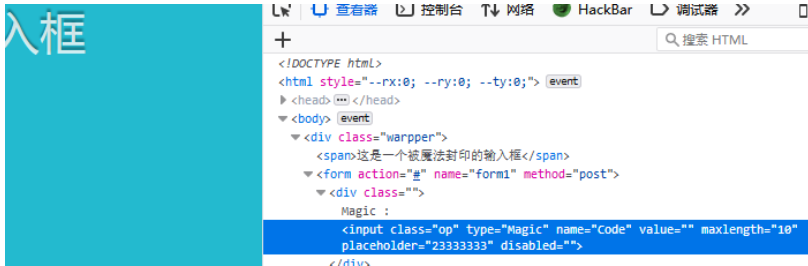 入框
查看器 控制台 网络 HackBar 调试器
+ 搜索 HTML
<!DOCTYPE html>
<html style="--rx:0; --ry:0; --ty:0;"> event
<head> ⋯ </head>
<body> event
<div class="warpper">
<span>这是一个被魔法封印的输入框</span>
<form action="#" name="form1" method="post">
<div class="">
Magic :
<input class="op" type="Magic" name="Code" value="" maxlength="10"
placeholder="23333333" disabled="">
</div>